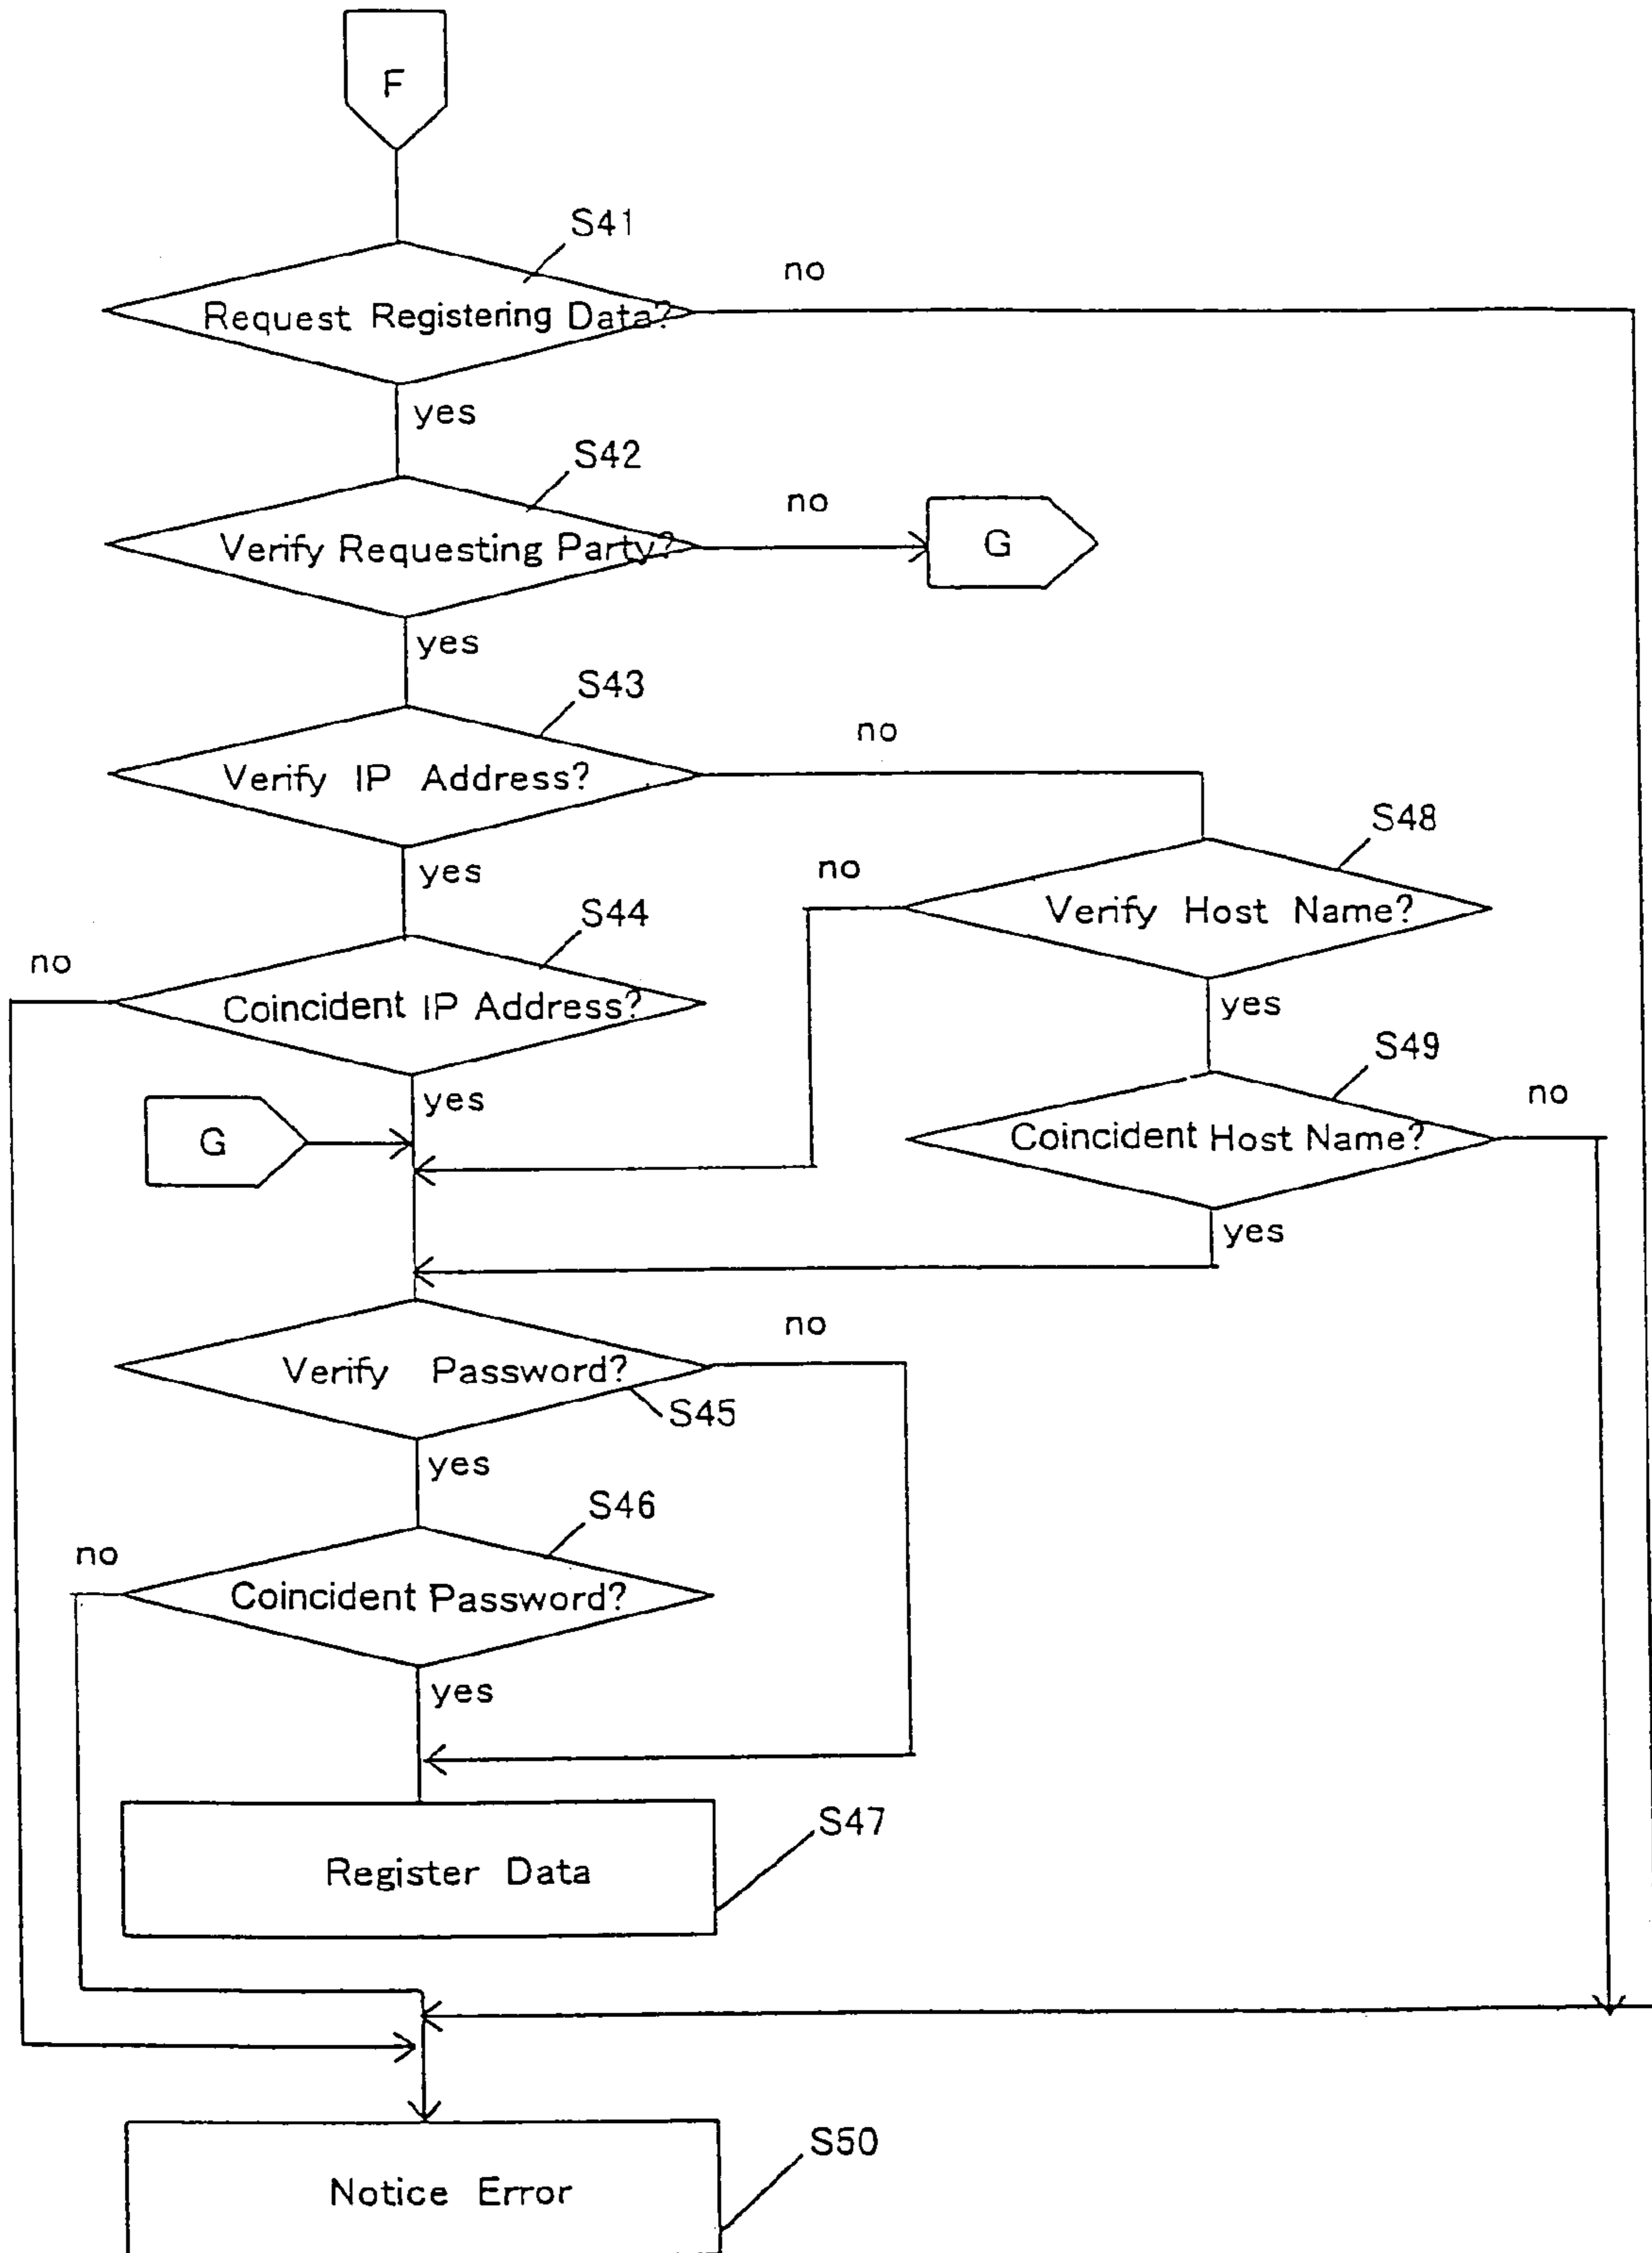 F
S41
no
Request Registering Data?
yes
S42
no
Verify Requesting Party?
G
yes
S43
no
Verify IP Address?
S48
yes
no
Verify Host Name?
S44
no
Coincident IP Address?
yes
S49
yes
no
G
Coincident Host Name?
yes
no
Verify Password?
S45
yes
S46
no
Coincident Password?
yes
S47
Register Data
S50
Notice Error